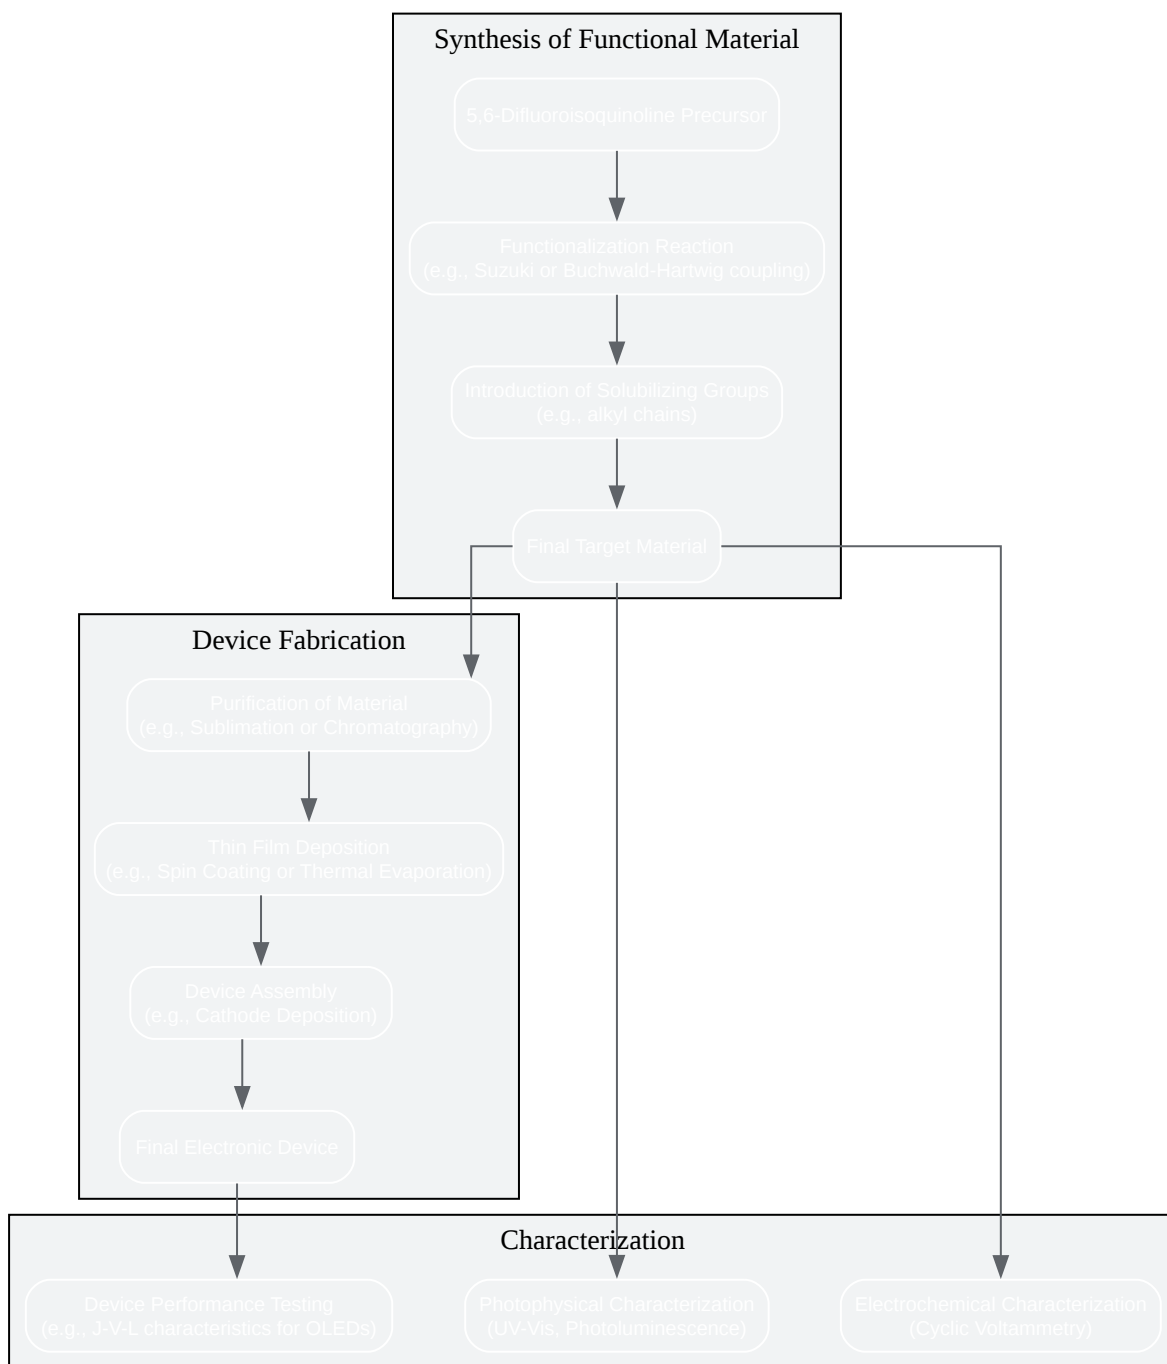 Synthesis of Functional Material
5,6-Difluoroisoquinoline Precursor
Functionalization Reaction
(e.g., Suzuki or Buchwald-Hartwig coupling)
Introduction of Solubilizing Groups
(e.g., alkyl chains)
Final Target Material
Device Fabrication
Purification of Material
(e.g., Sublimation or Chromatography)
Thin Film Deposition
(e.g., Spin Coating or Thermal Evaporation)
Device Assembly
(e.g., Cathode Deposition)
Final Electronic Device
Characterization
Device Performance Testing
(e.g., J-V-L characteristics for OLEDs)
Photophysical Characterization
(UV-Vis, Photoluminescence)
Electrochemical Characterization
(Cyclic Voltammetry)